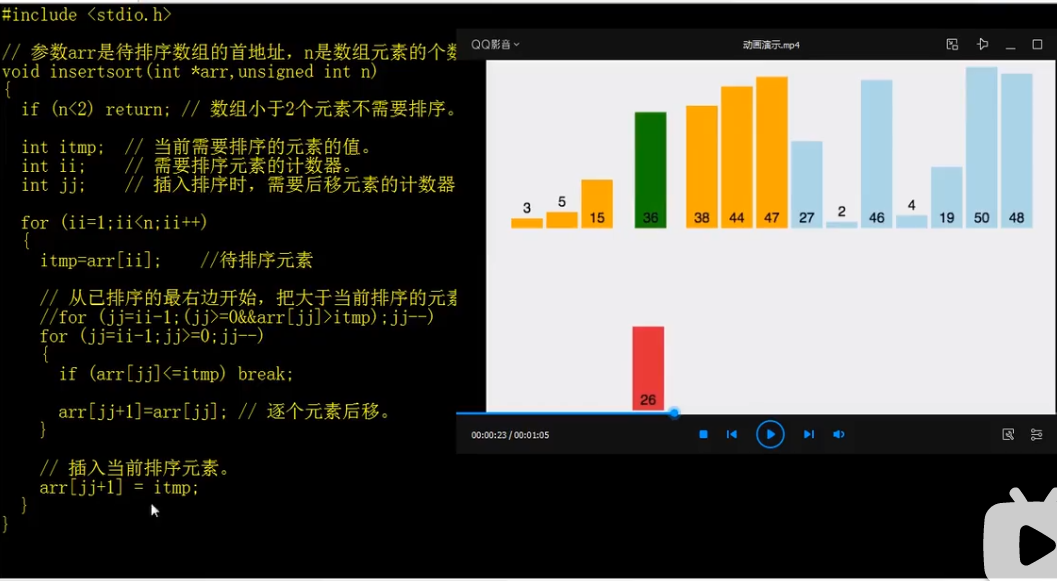 #include <stdio.h>
// 参数arr是待排序数组的首地址，n是数组元素的个数
void insertsort(int *arr,unsigned int n)
{
if (n<2) return; // 数组小于2个元素不需要排序。
int itmp; // 当前需要排序的元素的值。
int ii; // 需要排序元素的计数器。
int jj; // 插入排序时，需要后移元素的计数器
for (ii=1;ii<n;ii++)
{
itmp=arr[ii]; //待排序元素
// 从已排序的最右边开始，把大于当前排序的元素
//for (jj=ii-1;(jj>=0&&arr[jj]>itmp);jj--)
for (jj=ii-1;jj>=0;jj--)
{
if (arr[jj]<=itmp) break;
arr[jj+1]=arr[jj]; // 逐个元素后移。
}
// 插入当前排序元素。
arr[jj+1] = itmp;
}
}
QQ影音
动画演示.mp4
3 5 15 36 38 44 47 27 2 46 4 19 50 48
26
00:00:23 / 00:01:05